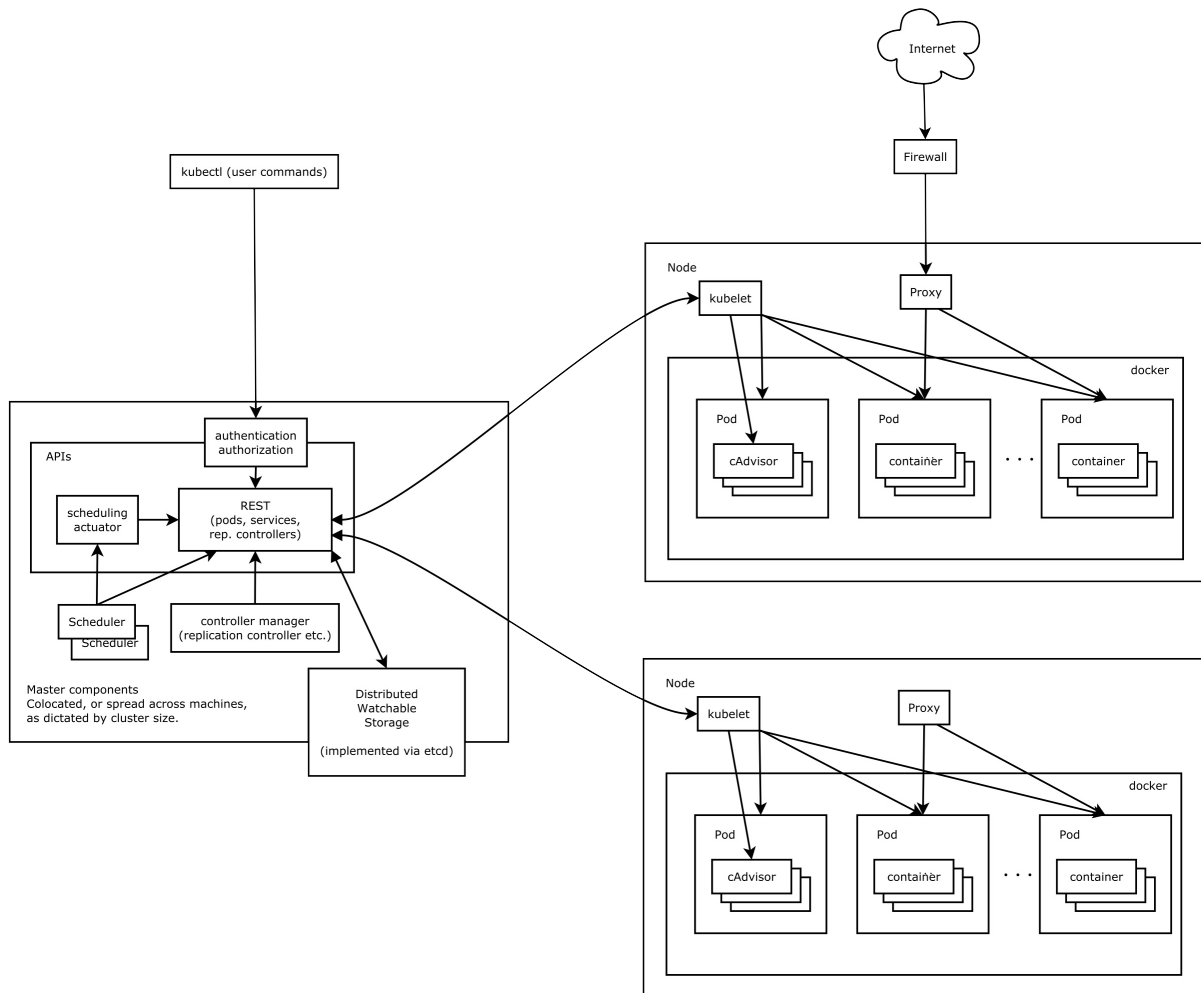 Internet
Firewall
kubectl (user commands)
Node
kubelet
Proxy
docker
Pod
cAdvisor
Pod
container
. . .
Pod
container
authentication
authorization
APIs
REST
(pods, services,
rep. controllers)
scheduling
actuator
Scheduler
Scheduler
controller manager
(replication controller etc.)
Master components
Colocated, or spread across machines,
as dictated by cluster size.
Distributed
Watchable
Storage
(implemented via etcd)
Node
kubelet
Proxy
docker
Pod
cAdvisor
Pod
container
. . .
Pod
container